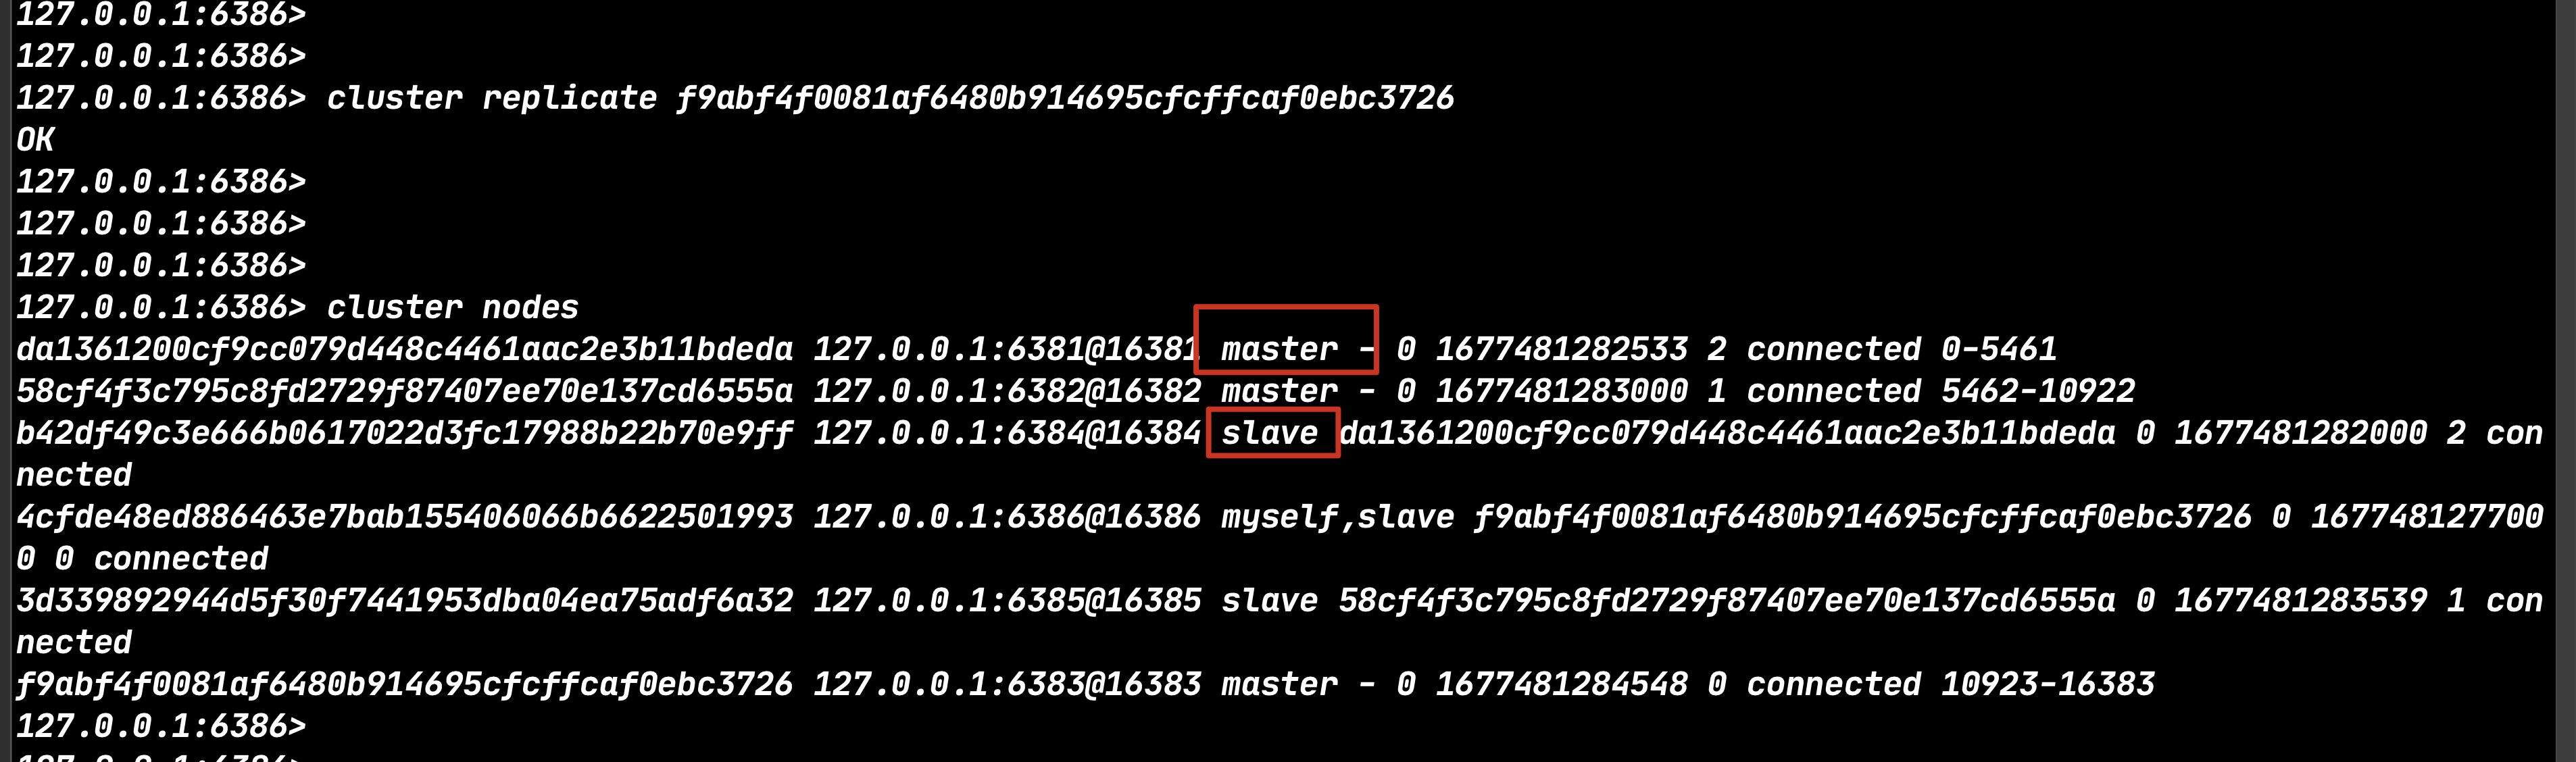 127.0.0.1:6386>
127.0.0.1:6386>
127.0.0.1:6386> cluster replicate f9abf4f0081af6480b914695cfcffcaf0ebc3726
OK
127.0.0.1:6386>
127.0.0.1:6386>
127.0.0.1:6386>
127.0.0.1:6386> cluster nodes
da1361200cf9cc079d448c4461aac2e3b11bdeda 127.0.0.1:6381@16381 master - 0 1677481282533 2 connected 0-5461
58cf4f3c795c8fd2729f87407ee70e137cd6555a 127.0.0.1:6382@16382 master - 0 1677481283000 1 connected 5462-10922
b42df49c3e666b0617022d3fc17988b22b70e9ff 127.0.0.1:6384@16384 slave da1361200cf9cc079d448c4461aac2e3b11bdeda 0 1677481282000 2 con
nected
4cfde48ed886463e7bab155406066b6622501993 127.0.0.1:6386@16386 myself,slave f9abf4f0081af6480b914695cfcffcaf0ebc3726 0 167748127700
0 0 connected
3d339892944d5f30f7441953dba04ea75adf6a32 127.0.0.1:6385@16385 slave 58cf4f3c795c8fd2729f87407ee70e137cd6555a 0 1677481283539 1 con
nected
f9abf4f0081af6480b914695cfcffcaf0ebc3726 127.0.0.1:6383@16383 master - 0 1677481284548 0 connected 10923-16383
127.0.0.1:6386>